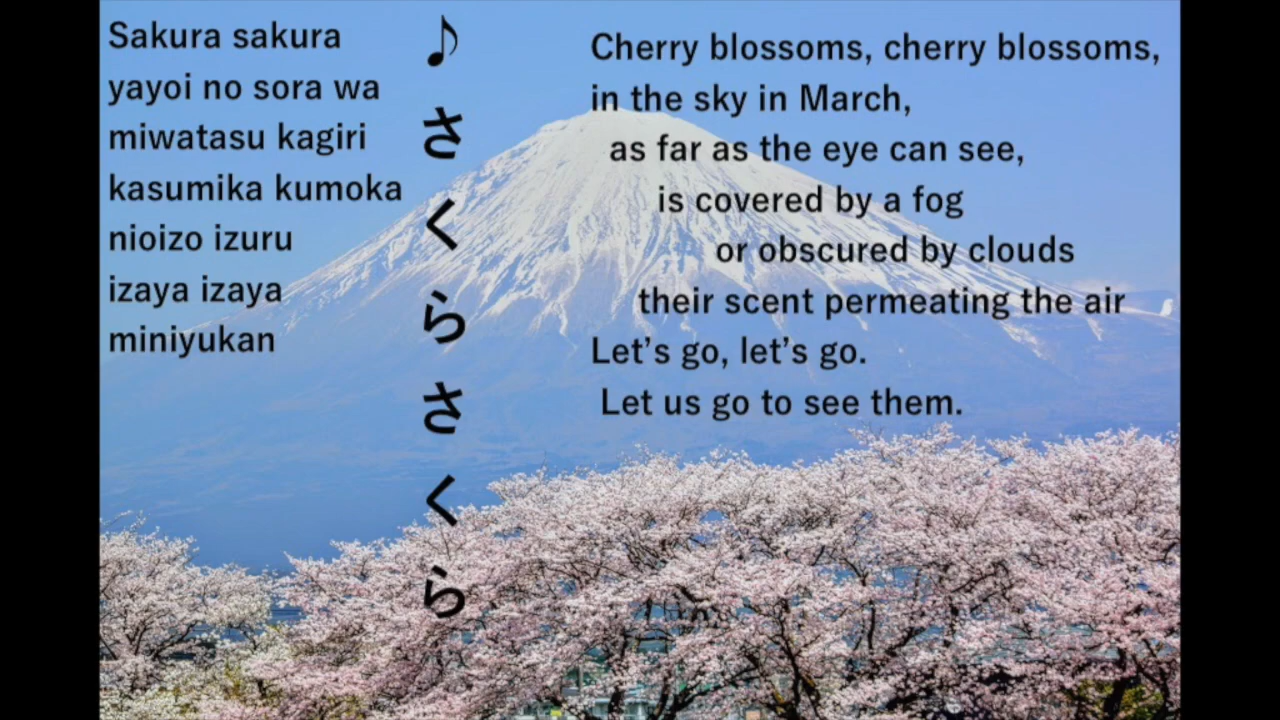 Sakura sakura
yayoi no sora wa
miwatasu kagiri
kasumika kumoka
nioizo izuru
izaya izaya
miniyukan
♪さくらさくら
Cherry blossoms, cherry blossoms,
in the sky in March,
as far as the eye can see,
is covered by a fog
or obscured by clouds
their scent permeating the air
Let’s go, let’s go.
Let us go to see them.